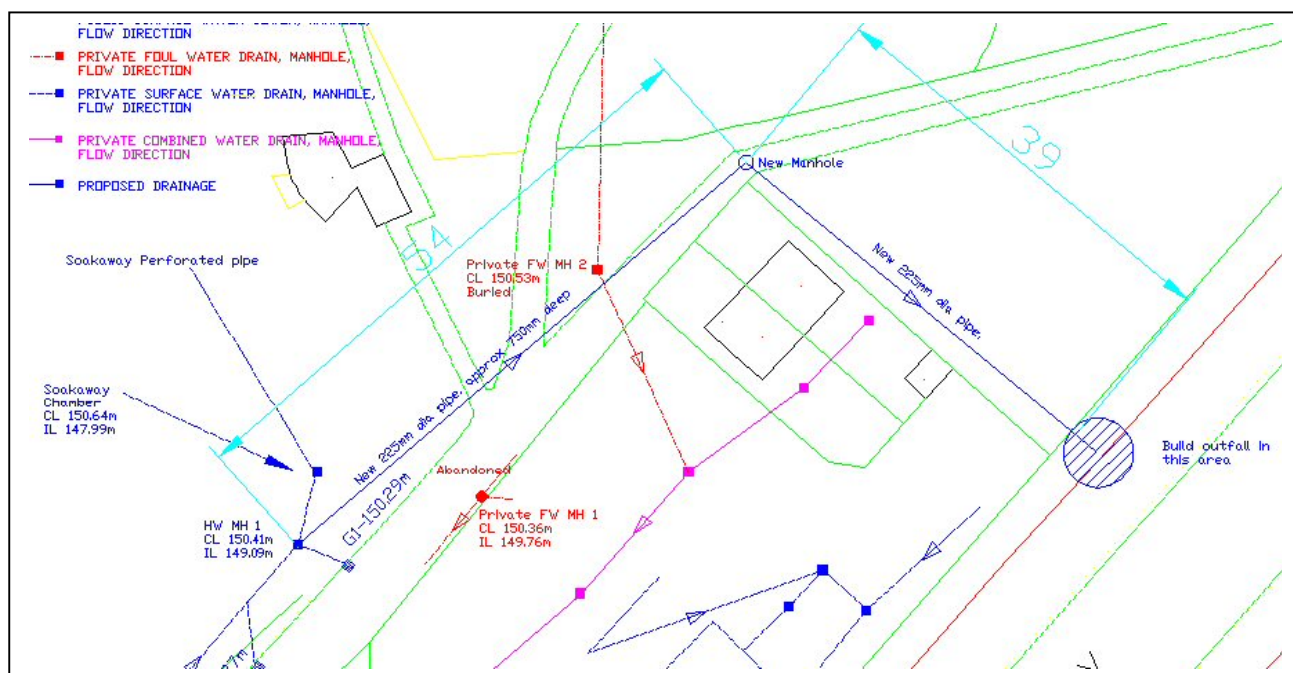 FLOW DIRECTION
PRIVATE FOUL WATER DRAIN, MANHOLE,
FLOW DIRECTION
PRIVATE SURFACE WATER DRAIN, MANHOLE,
FLOW DIRECTION
PRIVATE COMBINED WATER DRAIN, MANHOLE,
FLOW DIRECTION
PROPOSED DRAINAGE
39
New Manhole
54
Soakaway Perforated pipe
Private FW MH 2
CL 150.53m
Buried
New 225mm dia pipe.
New 225mm dia pipe, approx 750mm deep
Soakaway
Chamber
CL 150.64m
IL 147.99m
Build outfall in
this area
Abandoned
G1-150.29m
Private FW MH 1
CL 150.36m
IL 149.76m
HW MH 1
CL 150.41m
IL 149.09m